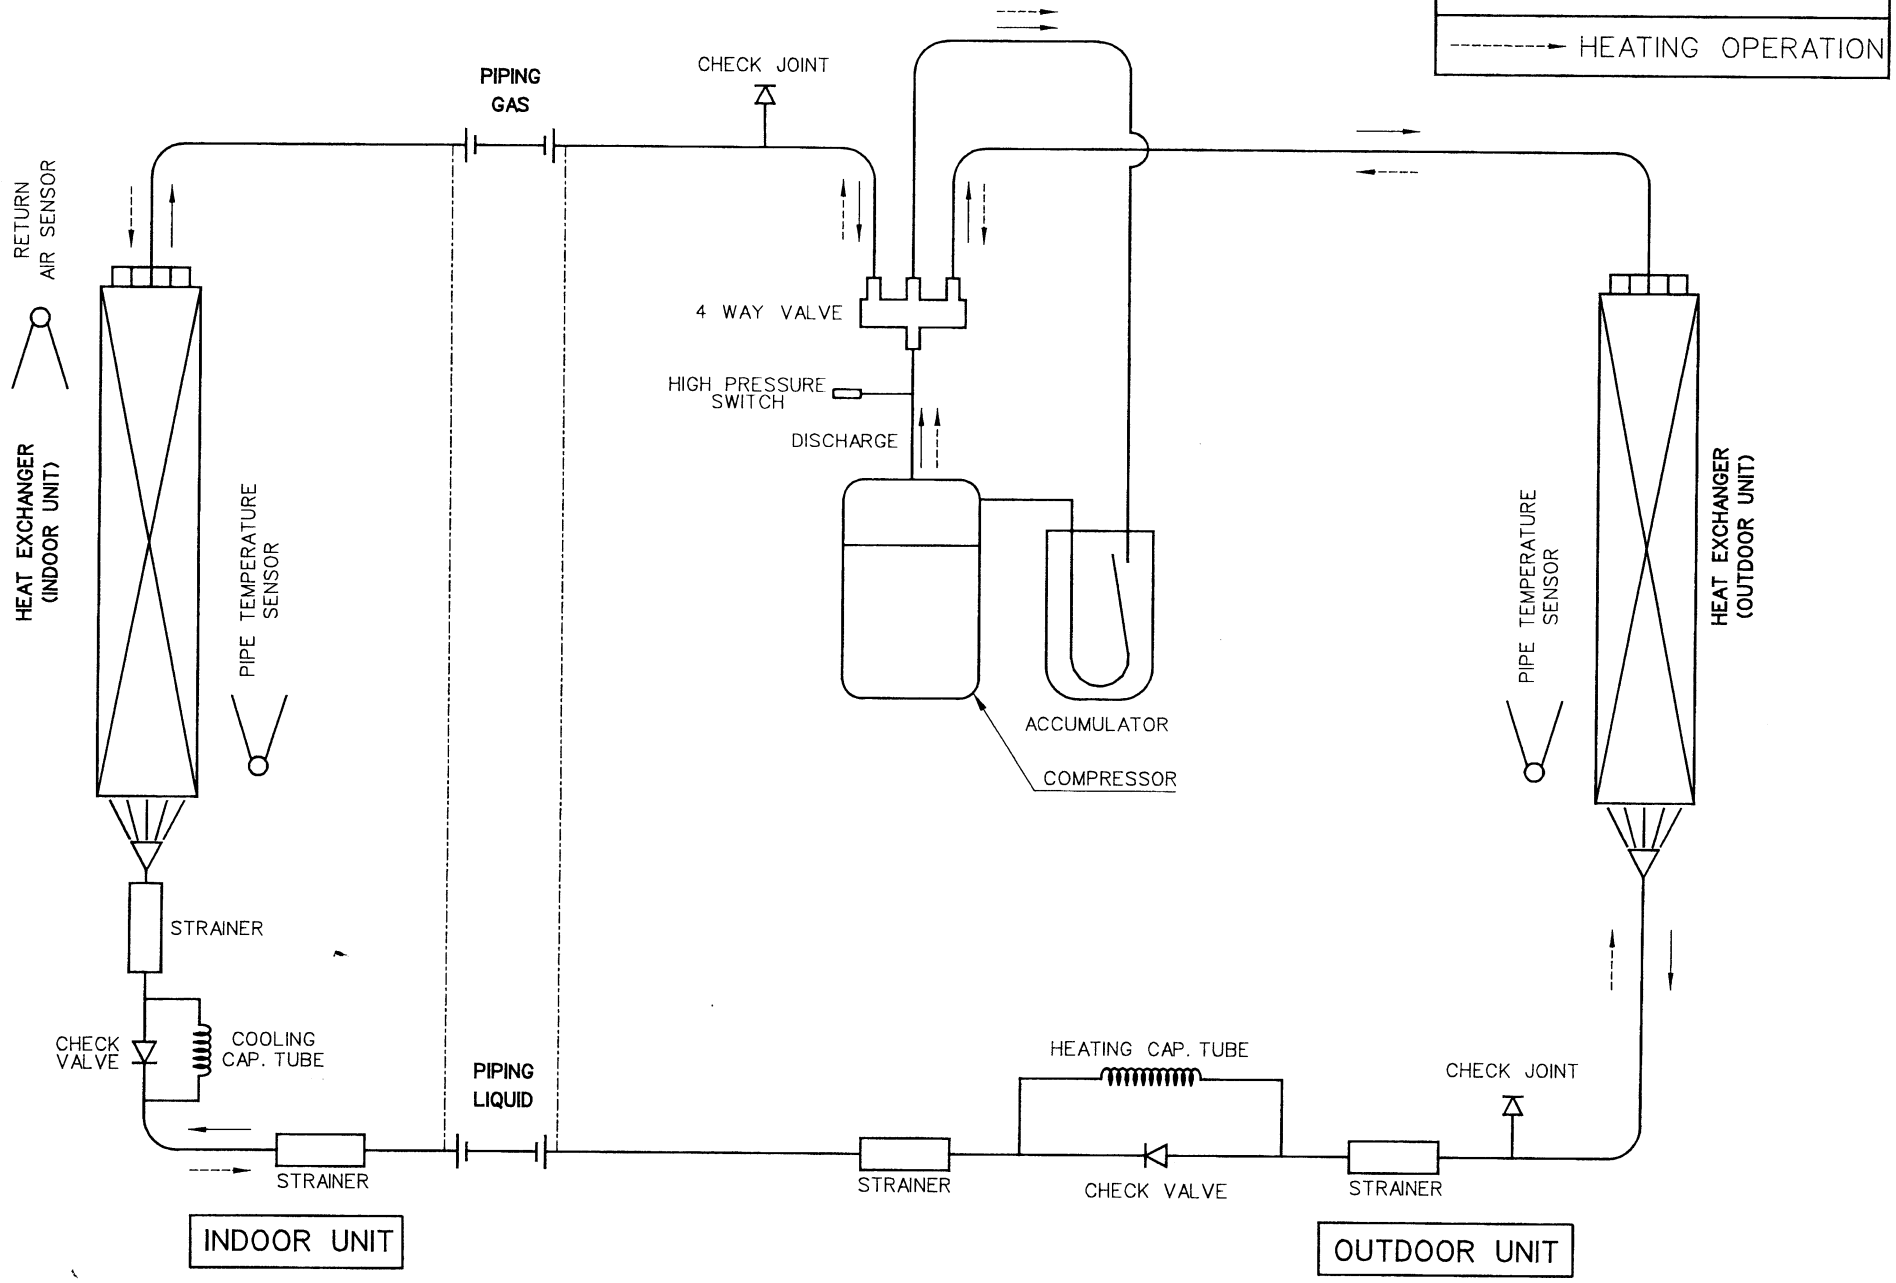 HEATING OPERATION
CHECK JOINT
PIPING
GAS
RETURN
AIR SENSOR
4 WAY VALVE
HIGH PRESSURE
SWITCH
DISCHARGE
HEAT EXCHANGER
(INDOOR UNIT)
PIPE TEMPERATURE
SENSOR
PIPE TEMPERATURE
SENSOR
HEAT EXCHANGER
(OUTDOOR UNIT)
ACCUMULATOR
COMPRESSOR
STRAINER
CHECK
VALVE
COOLING
CAP. TUBE
PIPING
LIQUID
HEATING CAP. TUBE
CHECK JOINT
STRAINER
STRAINER
CHECK VALVE
STRAINER
INDOOR UNIT
OUTDOOR UNIT